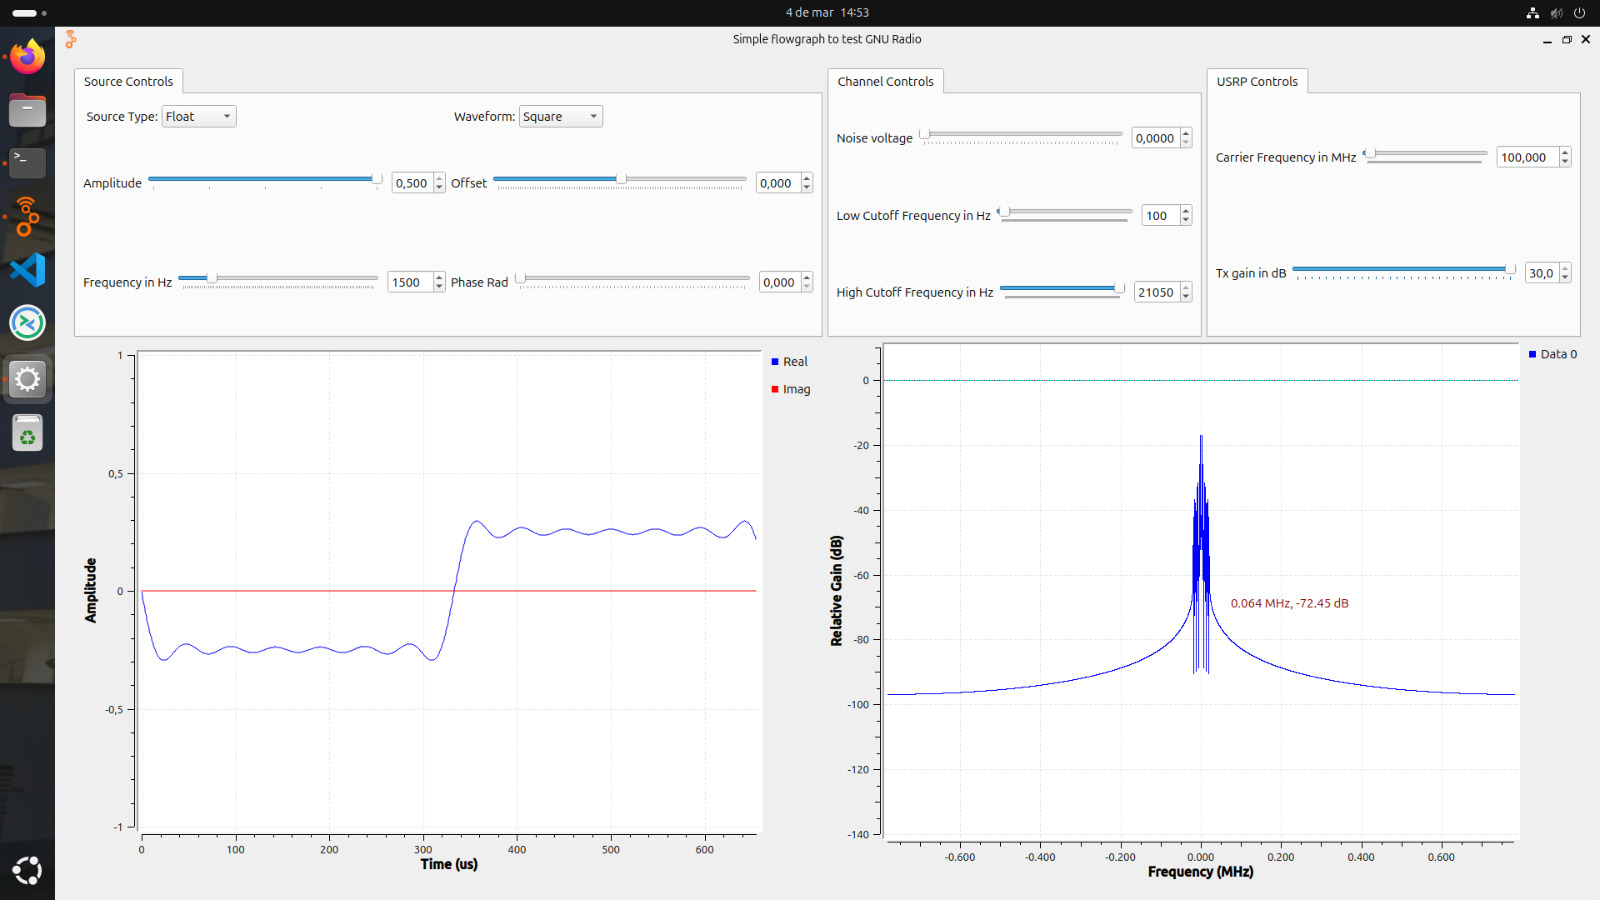 4 de mar 14:53
Simple flowgraph to test GNU Radio
Source Controls
Source Type: Float
Waveform: Square
Amplitude 0,500
Offset 0,000
Frequency in Hz 1500
Phase Rad 0,000
Channel Controls
Noise voltage 0,0000
Low Cutoff Frequency in Hz 100
High Cutoff Frequency in Hz 21050
USRP Controls
Carrier Frequency in MHz 100,000
Tx gain in dB 30,0
Amplitude
1
0,5
0
-0,5
-1
0 100 200 300 400 500 600
Time (us)
Real
Imag
Relative Gain (dB)
0
-20
-40
-60
-80
-100
-120
-140
0.064 MHz, -72.45 dB
-0.600 -0.400 -0.200 0.000 0.200 0.400 0.600
Frequency (MHz)
Data 0